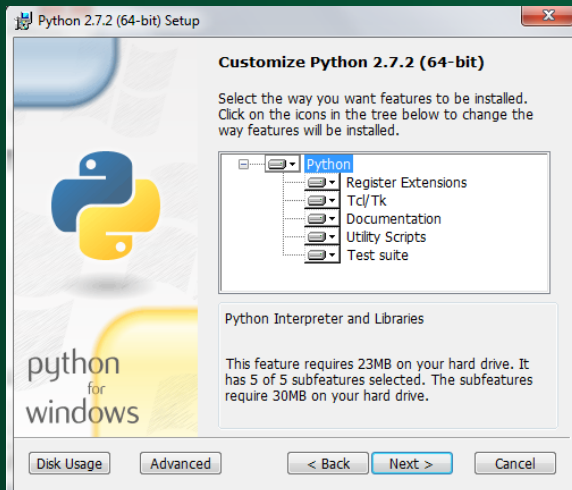 Python 2.7.2 (64-bit) Setup
Customize Python 2.7.2 (64-bit)
Select the way you want features to be installed.
Click on the icons in the tree below to change the
way features will be installed.
Python
Register Extensions
Tcl/Tk
Documentation
Utility Scripts
Test suite
Python Interpreter and Libraries
This feature requires 23MB on your hard drive. It
has 5 of 5 subfeatures selected. The subfeatures
require 30MB on your hard drive.
python
for
windows
Disk Usage
Advanced
< Back
Next >
Cancel